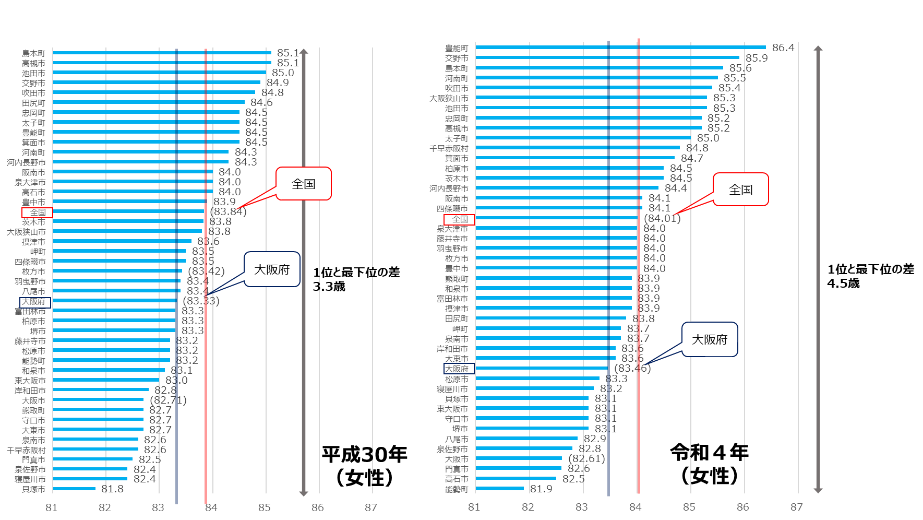 島本町 85.1
高槻市 85.1
池田市 85.0
交野市 84.9
吹田市 84.8
田尻町 84.6
忠岡町 84.5
太子町 84.5
豊能町 84.5
箕面市 84.5
河南町 84.3
河内長野市 84.3
阪南市 84.0
泉大津市 84.0
高石市 84.0
豊中市 83.9
全国 (83.84)
茨木市 83.8
大阪狭山市 83.8
摂津市 83.6
岬町 83.5
四條畷市 83.5
枚方市 (83.42)
羽曳野市 83.4
八尾市 83.4
大阪府 (83.33)
富田林市 83.3
柏原市 83.3
堺市 83.3
藤井寺市 83.2
松原市 83.2
能勢町 83.2
和泉市 83.1
東大阪市 83.0
岸和田市 82.8
大阪市 (82.71)
熊取町 82.7
守口市 82.7
大東市 82.7
泉南市 82.6
千早赤阪村 82.6
門真市 82.5
泉佐野市 82.4
寝屋川市 82.4
貝塚市 81.8
81 82 83 84 85 86 87
全国
大阪府
1位と最下位の差
3.3歳
平成30年
（女性）
豊能町 86.4
交野市 85.9
島本町 85.6
河南町 85.5
吹田市 85.4
大阪狭山市 85.3
池田市 85.3
忠岡町 85.2
高槻市 85.2
太子町 85.0
千早赤阪村 84.8
箕面市 84.7
柏原市 84.5
茨木市 84.5
河内長野市 84.4
阪南市 84.1
四條畷市 84.1
全国 (84.01)
泉大津市 84.0
藤井寺市 84.0
羽曳野市 84.0
枚方市 84.0
豊中市 84.0
熊取町 83.9
和泉市 83.9
富田林市 83.9
摂津市 83.9
田尻町 83.8
岬町 83.7
泉南市 83.7
岸和田市 83.6
大東市 83.6
大阪府 (83.46)
松原市 83.3
寝屋川市 83.2
貝塚市 83.1
東大阪市 83.1
守口市 83.1
堺市 83.1
八尾市 82.9
泉佐野市 82.8
大阪市 (82.61)
門真市 82.6
高石市 82.5
能勢町 81.9
81 82 83 84 85 86 87
全国
大阪府
1位と最下位の差
4.5歳
令和４年
（女性）